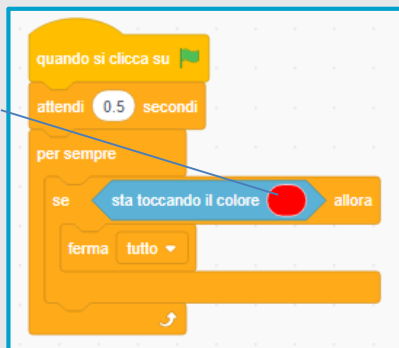 quando si clicca su
attendi 0.5 secondi
per sempre
se sta toccando il colore allora
ferma tutto